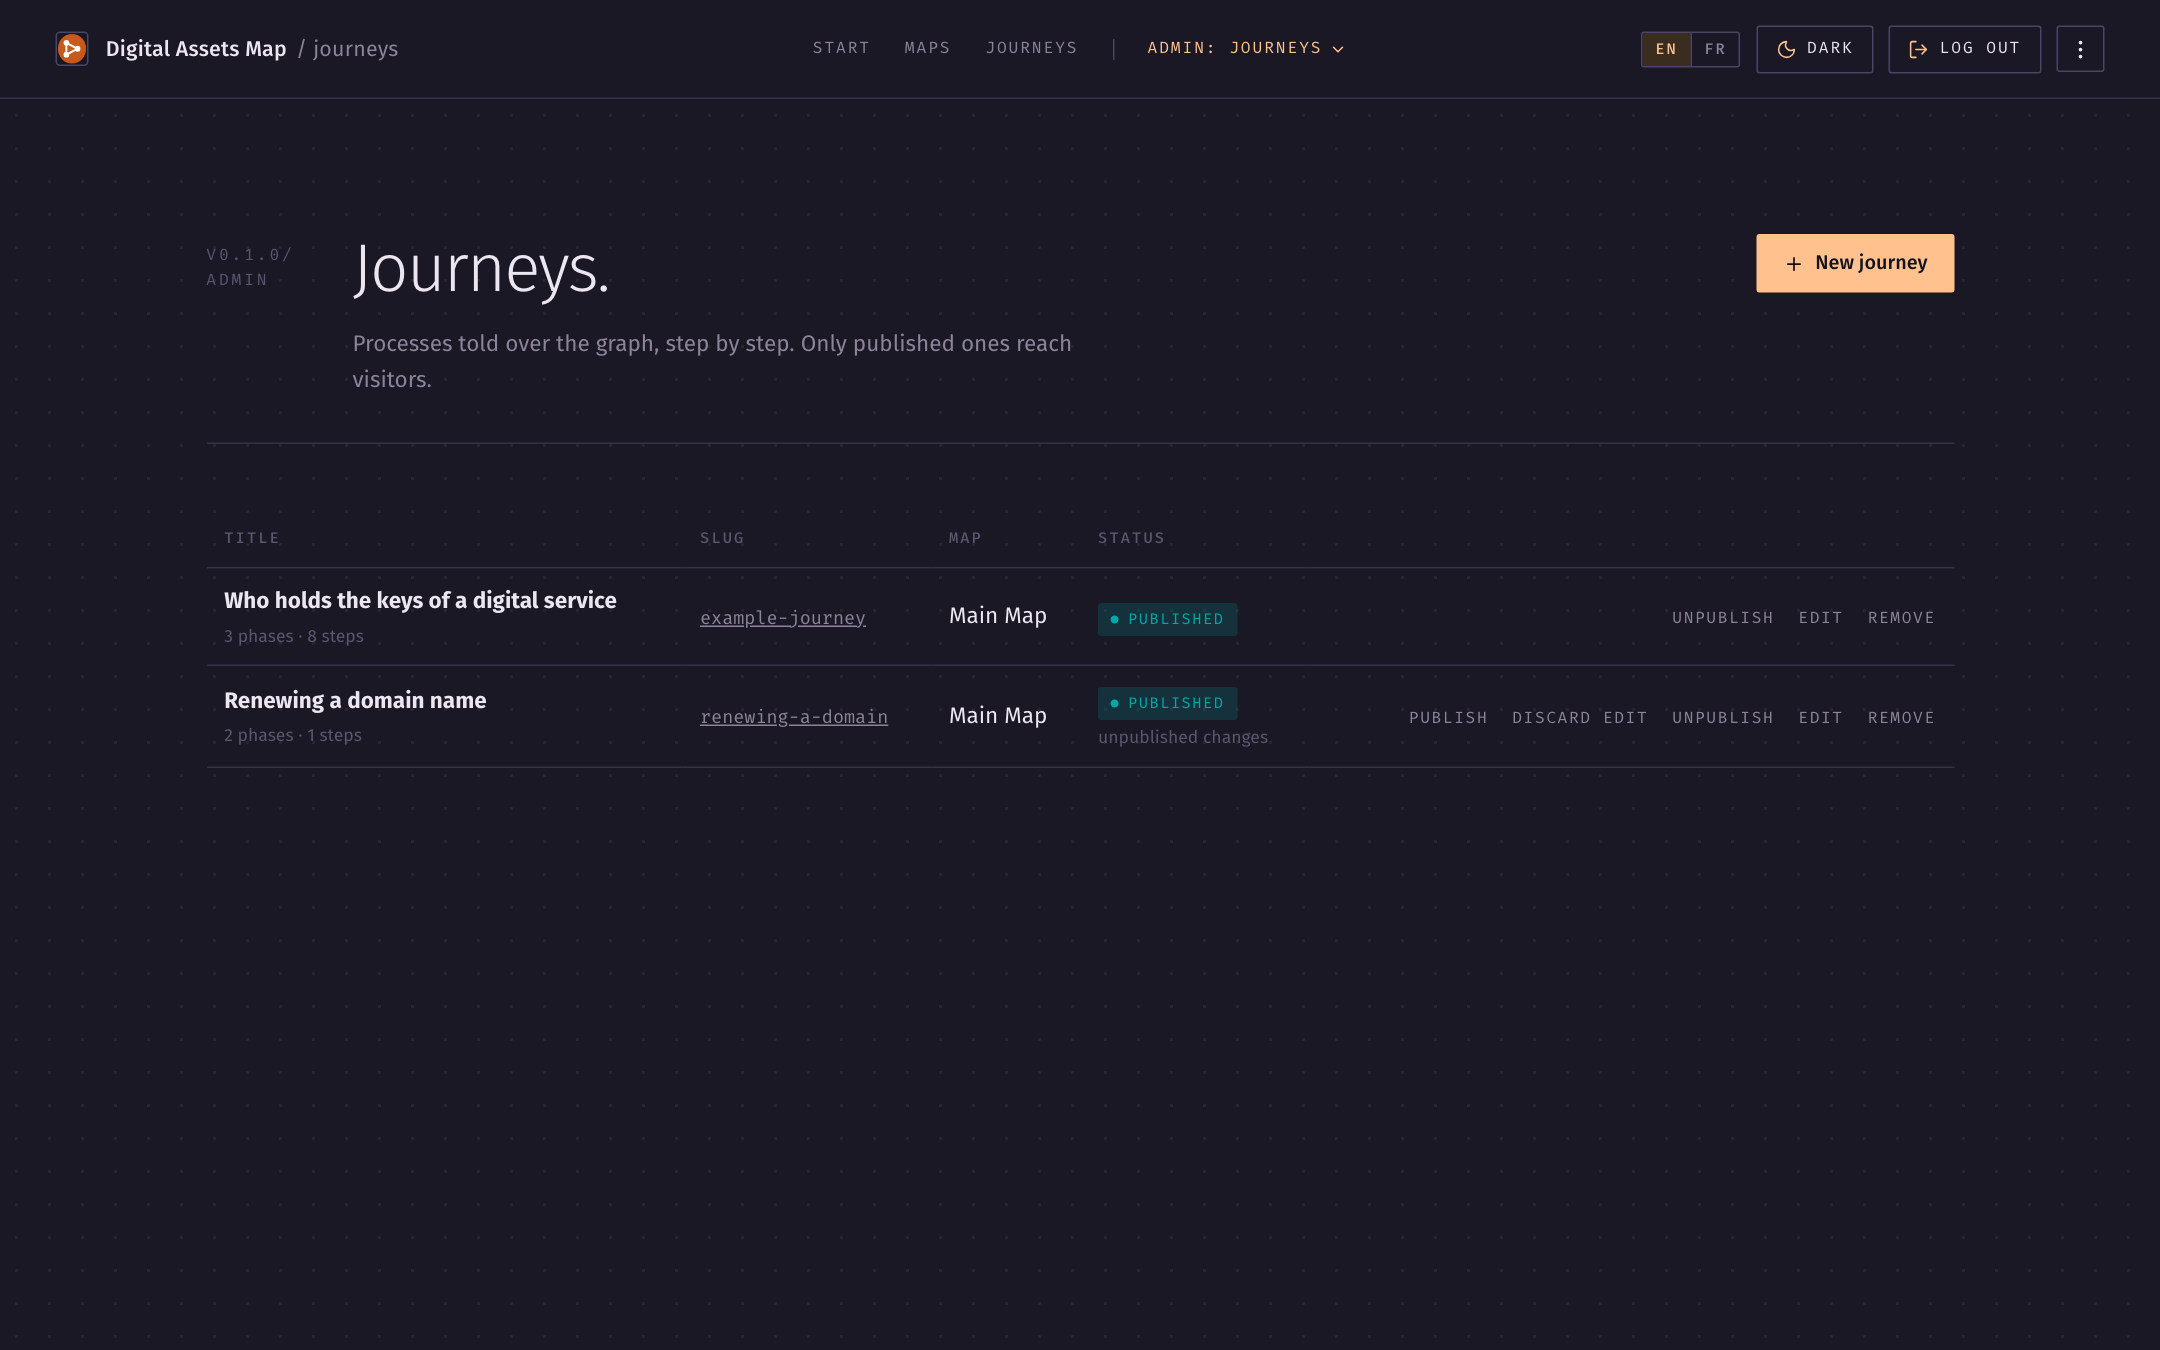 Digital Assets Map / journeys
START MAPS JOURNEYS ADMIN: JOURNEYS
EN FR DARK LOG OUT
V0.1.0/
ADMIN
Journeys.
New journey
Processes told over the graph, step by step. Only published ones reach
visitors.
TITLE SLUG MAP STATUS
Who holds the keys of a digital service
3 phases · 8 steps
example-journey
Main Map
PUBLISHED
UNPUBLISH EDIT REMOVE
Renewing a domain name
2 phases · 1 steps
renewing-a-domain
Main Map
PUBLISHED
unpublished changes
PUBLISH DISCARD EDIT UNPUBLISH EDIT REMOVE